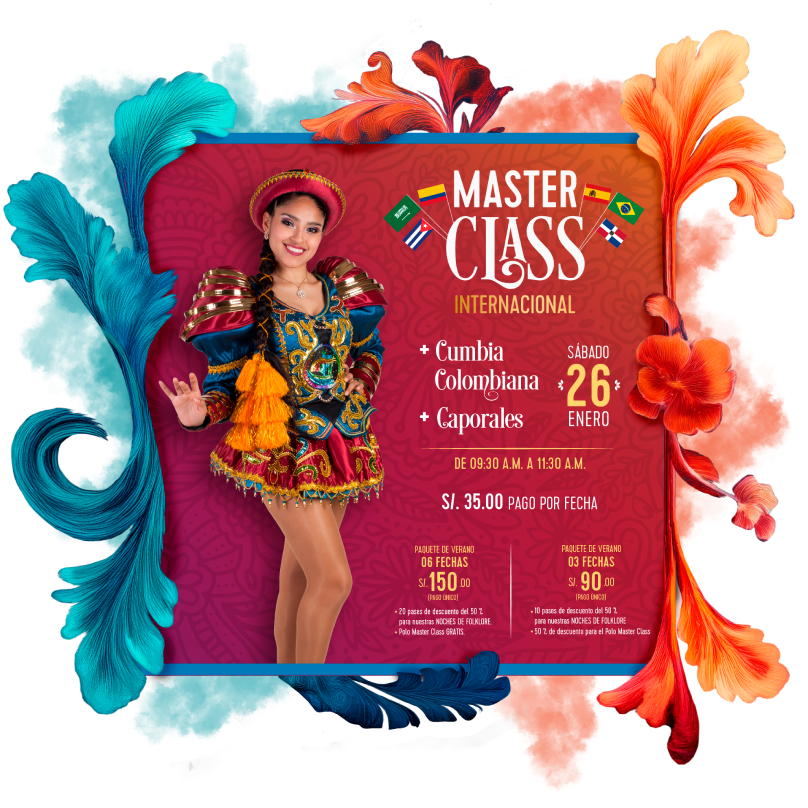 MASTER
CLASS
INTERNACIONAL
+ Cumbia
Colombiana
+ Caporales
SÁBADO
26
ENERO
DE 09:30 A.M. A 11:30 A.M.
S/. 35.00 PAGO POR FECHA
PAQUETE DE VERANO
06 FECHAS
S/. 150.00
(PAGO ÚNICO)
• 20 pases de descuento del 50 %
para nuestras NOCHES DE FOLKLORE.
• Polo Master Class GRATIS.
PAQUETE DE VERANO
03 FECHAS
S/. 90.00
(PAGO ÚNICO)
• 10 pases de descuento del 50 %
para nuestras NOCHES DE FOLKLORE
• 50 % de descuento para el Polo Master Class